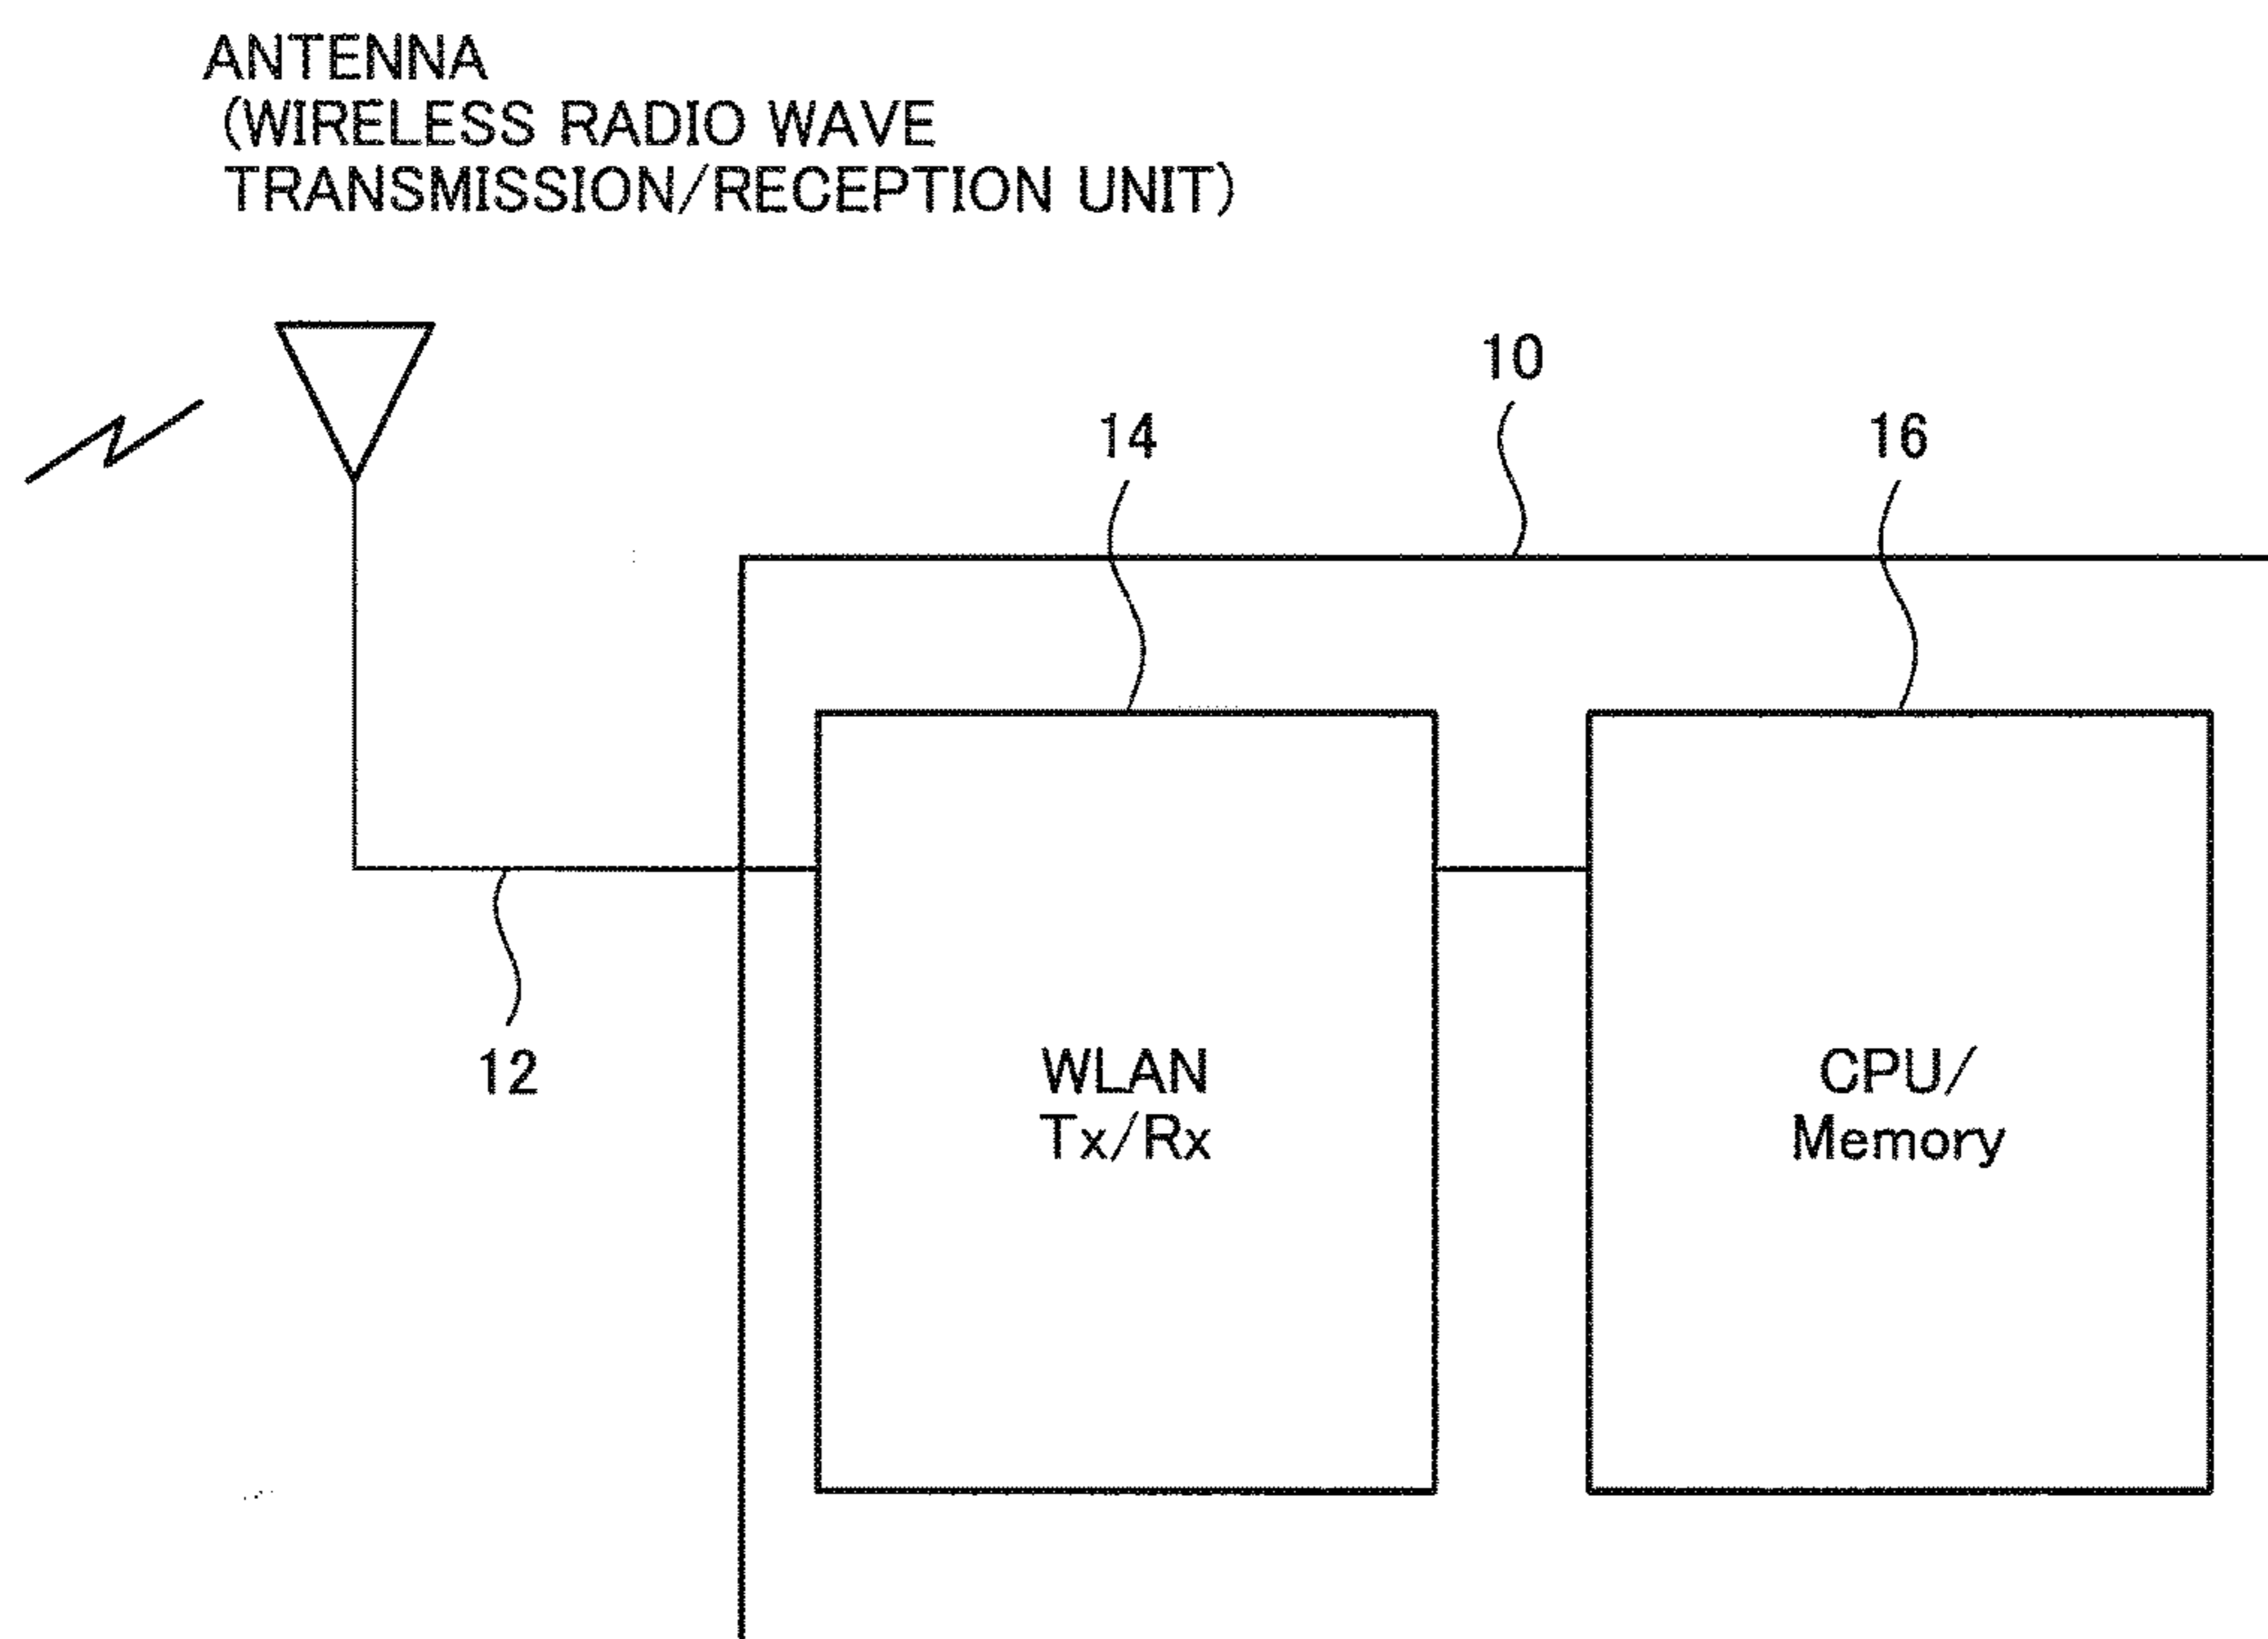 ANTENNA
(WIRELESS RADIO WAVE
TRANSMISSION/RECEPTION UNIT)
10
14
16
12
WLAN
Tx/Rx
CPU/
Memory